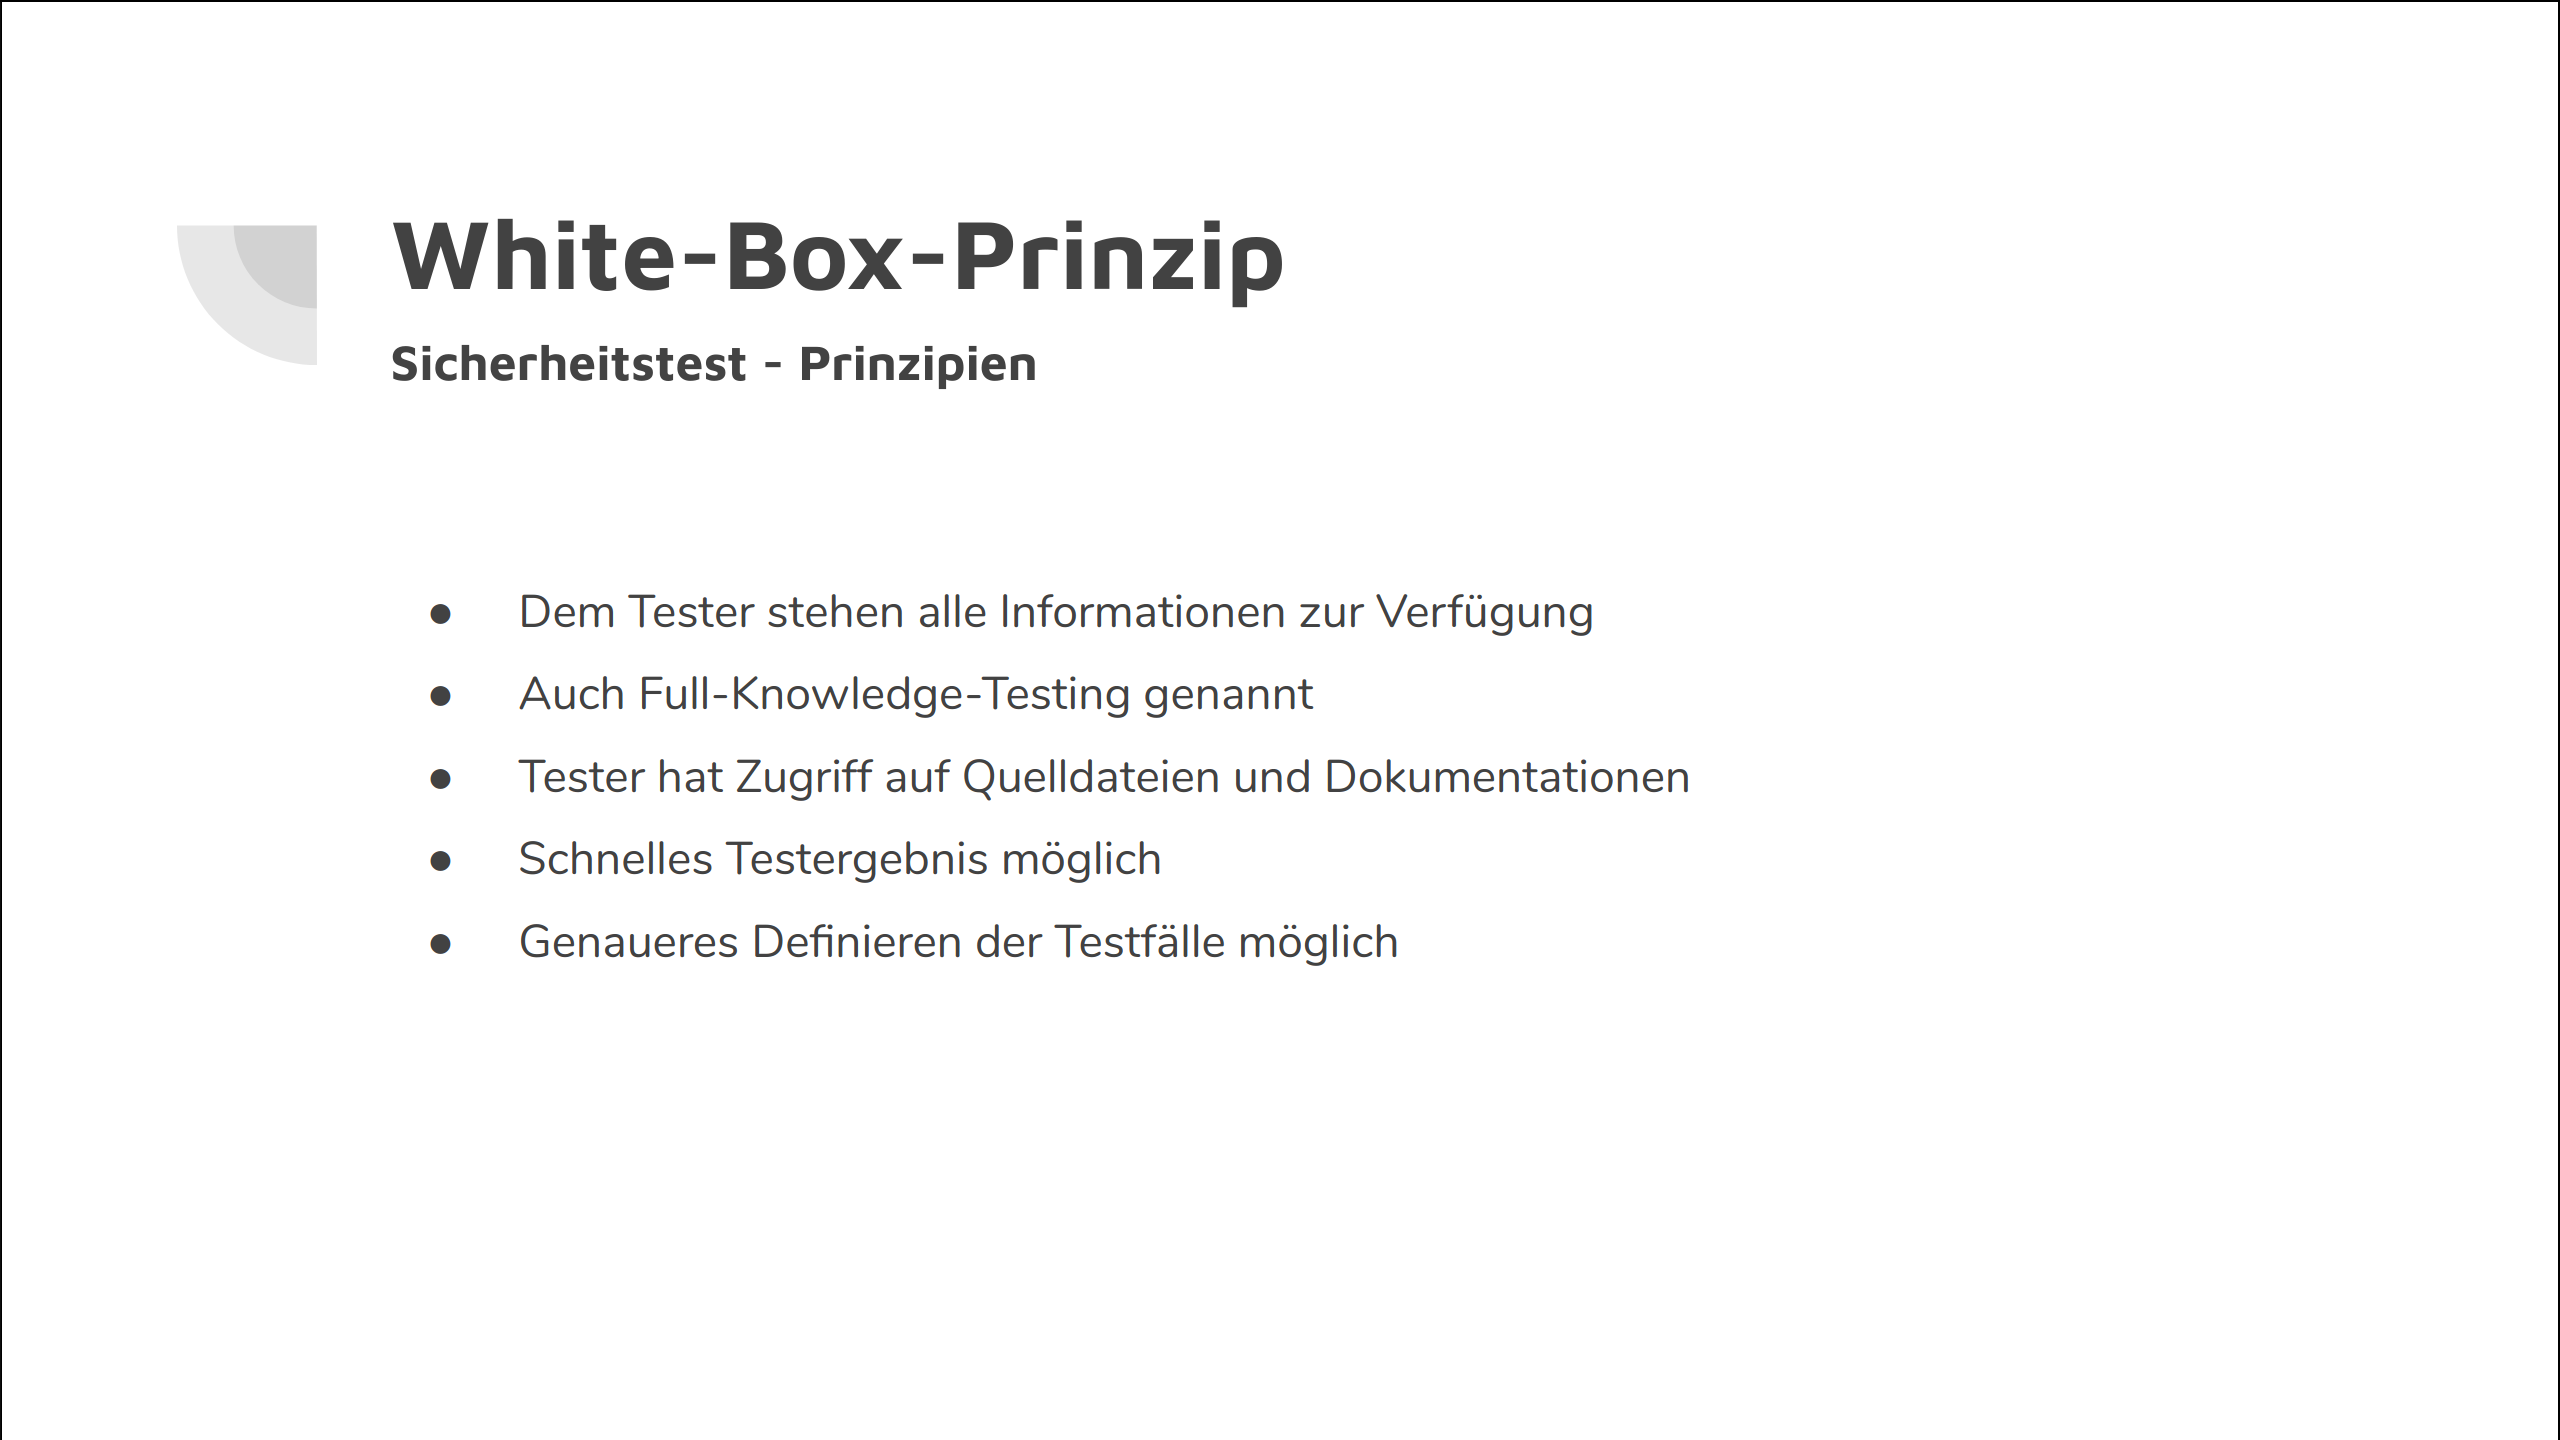 White-Box-Prinzip
Sicherheitstest - Prinzipien
● Dem Tester stehen alle Informationen zur Verfügung
● Auch Full-Knowledge-Testing genannt
● Tester hat Zugriff auf Quelldateien und Dokumentationen
● Schnelles Testergebnis möglich
● Genaueres Definieren der Testfälle möglich